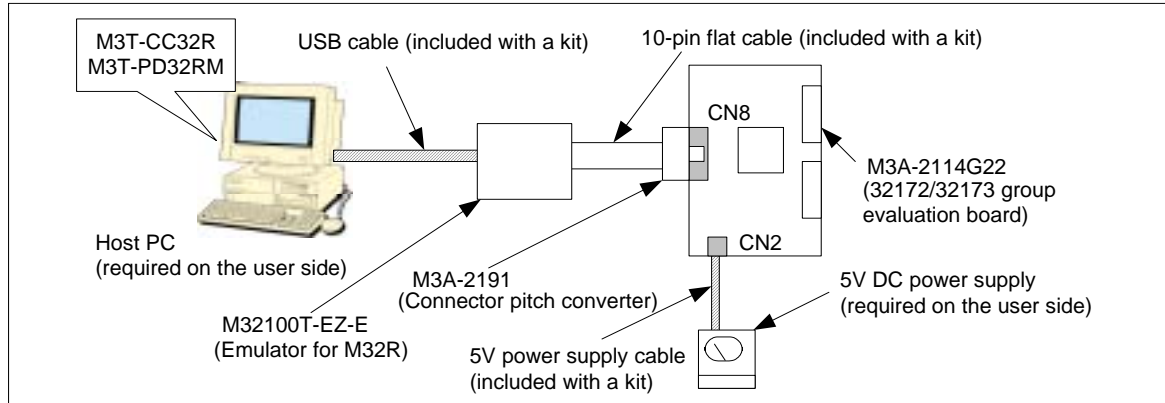 M3T-CC32R
M3T-PD32RM
USB cable (included with a kit)
10-pin flat cable (included with a kit)
CN8
M3A-2114G22
(32172/32173 group
evaluation board)
Host PC
(required on the user side)
CN2
M3A-2191
(Connector pitch converter)
5V DC power supply
(required on the user side)
M32100T-EZ-E
(Emulator for M32R)
5V power supply cable
(included with a kit)